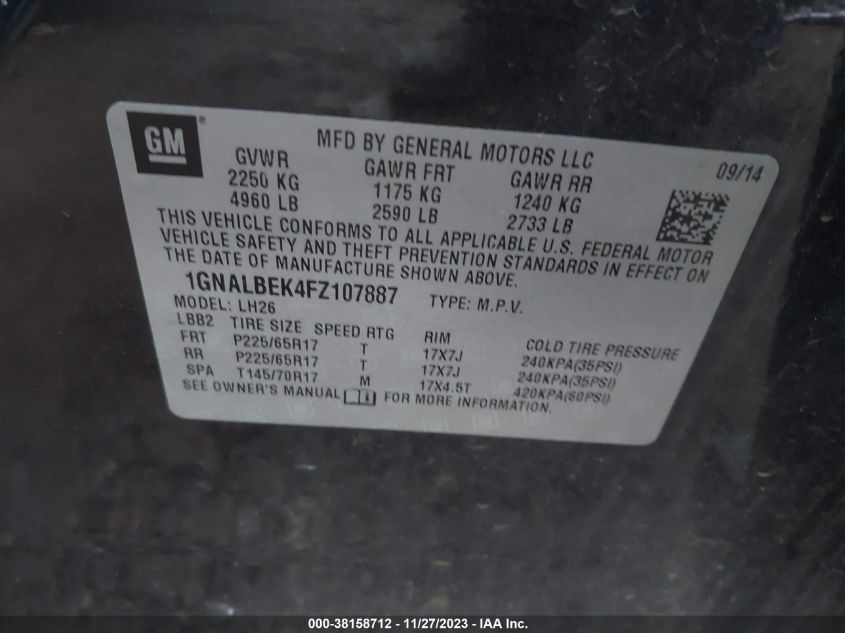 GM®
MFD BY GENERAL MOTORS LLC
09/14
GVWR GAWR FRT GAWR RR
2250 KG 1175 KG 1240 KG
4960 LB 2590 LB 2733 LB
THIS VEHICLE CONFORMS TO ALL APPLICABLE U.S. FEDERAL MOTOR
VEHICLE SAFETY AND THEFT PREVENTION STANDARDS IN EFFECT ON
THE DATE OF MANUFACTURE SHOWN ABOVE.
1GNALBEK4FZ107887 TYPE: M.P.V.
MODEL: LH26
LBB2 TIRE SIZE SPEED RTG RIM COLD TIRE PRESSURE
FRT P225/65R17 T 17X7J 240KPA(35PSI)
RR P225/65R17 T 17X7J 240KPA(35PSI)
SPA T145/70R17 M 17X4.5T 420KPA(60PSI)
SEE OWNER'S MANUAL FOR MORE INFORMATION.
000-38158712 - 11/27/2023 - IAA Inc.